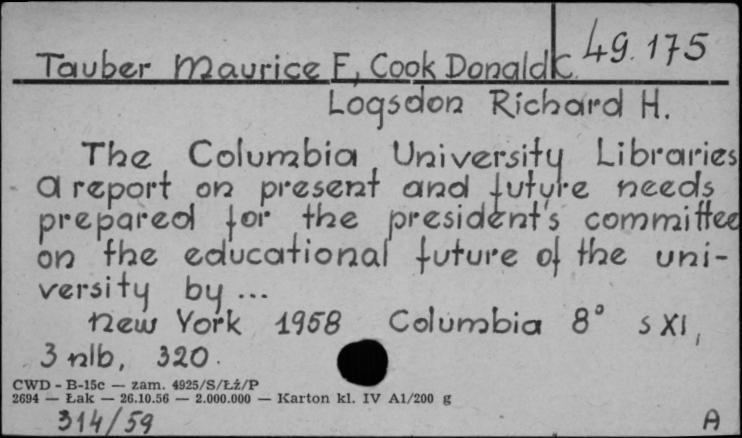 49.175
Tauber Maurice F, Cook Donald C.
Logsdon Richard H.
The Columbia University Libraries
A report on present and future needs
prepared for the president's committee
on the educational future of the uni-
versity by ...
New York 1958 Columbia 8° s XI,
3 nlb, 320.
CWD - B-15c — zam. 4925/S/Łź/P
2694 — Łak — 26.10.56 — 2.000.000 — Karton kl. IV A1/200 g
314/59 A